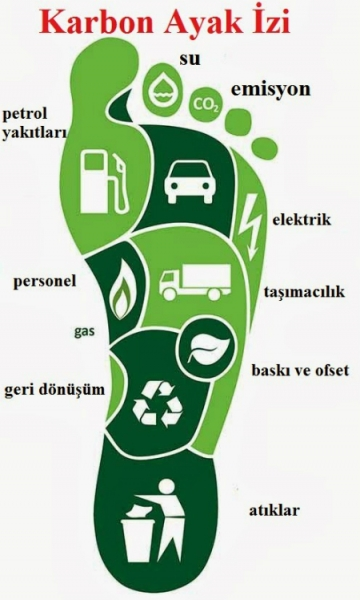 Karbon Ayak İzi
su
emisyon
CO2
petrol
yakıtları
elektrik
personel
taşımacılık
gas
baskı ve ofset
geri dönüşüm
atıklar